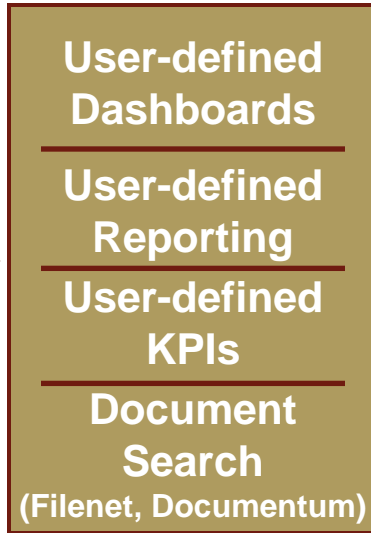 User-defined
Dashboards
User-defined
Reporting
User-defined
KPIs
Document
Search
(Filenet, Documentum)